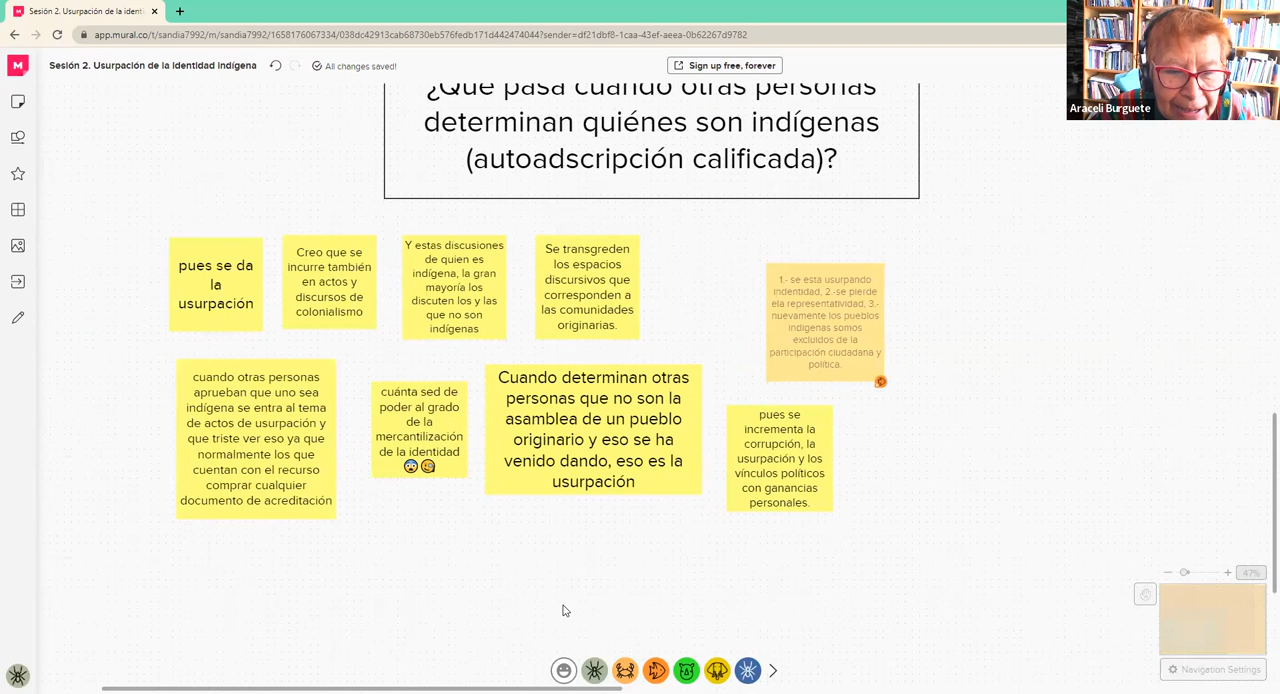 Sesión 2. Usurpación de la identi
app.mural.co/t/sandia7992/m/sandia7992/1658176067334/038dc42913cab68730eb576fedb171d442474044?sender=df21dbf8-1caa-43ef-aeea-0b62267d9782
Sesión 2. Usurpación de la identidad indígena
All changes saved!
Sign up free, forever
Araceli Burguete
¿Qué pasa cuando otras personas
determinan quiénes son indígenas
(autoadscripción calificada)?
pues se da
la
usurpación
Creo que se
incurre también
en actos y
discursos de
colonialismo
Y estas discusiones
de quien es
indígena, la gran
mayoría los
discuten los y las
que no son
indígenas
Se transgreden
los espacios
discursivos que
corresponden a
las comunidades
originarias.
1.- se esta usurpando
indentidad, 2.-se pierde
ela representatividad, 3.-
nuevamente los pueblos
indigenas somos
excluidos de la
participación ciudadana y
política.
cuando otras personas
aprueban que uno sea
indígena se entra al tema
de actos de usurpación y
que triste ver eso ya que
normalmente los que
cuentan con el recurso
comprar cualquier
documento de acreditación
cuánta sed de
poder al grado
de la
mercantilización
de la identidad
Cuando determinan otras
personas que no son la
asamblea de un pueblo
originario y eso se ha
venido dando, eso es la
usurpación
pues se
incrementa la
corrupción, la
usurpación y los
vínculos políticos
con ganancias
personales.
47%
Navigation Settings